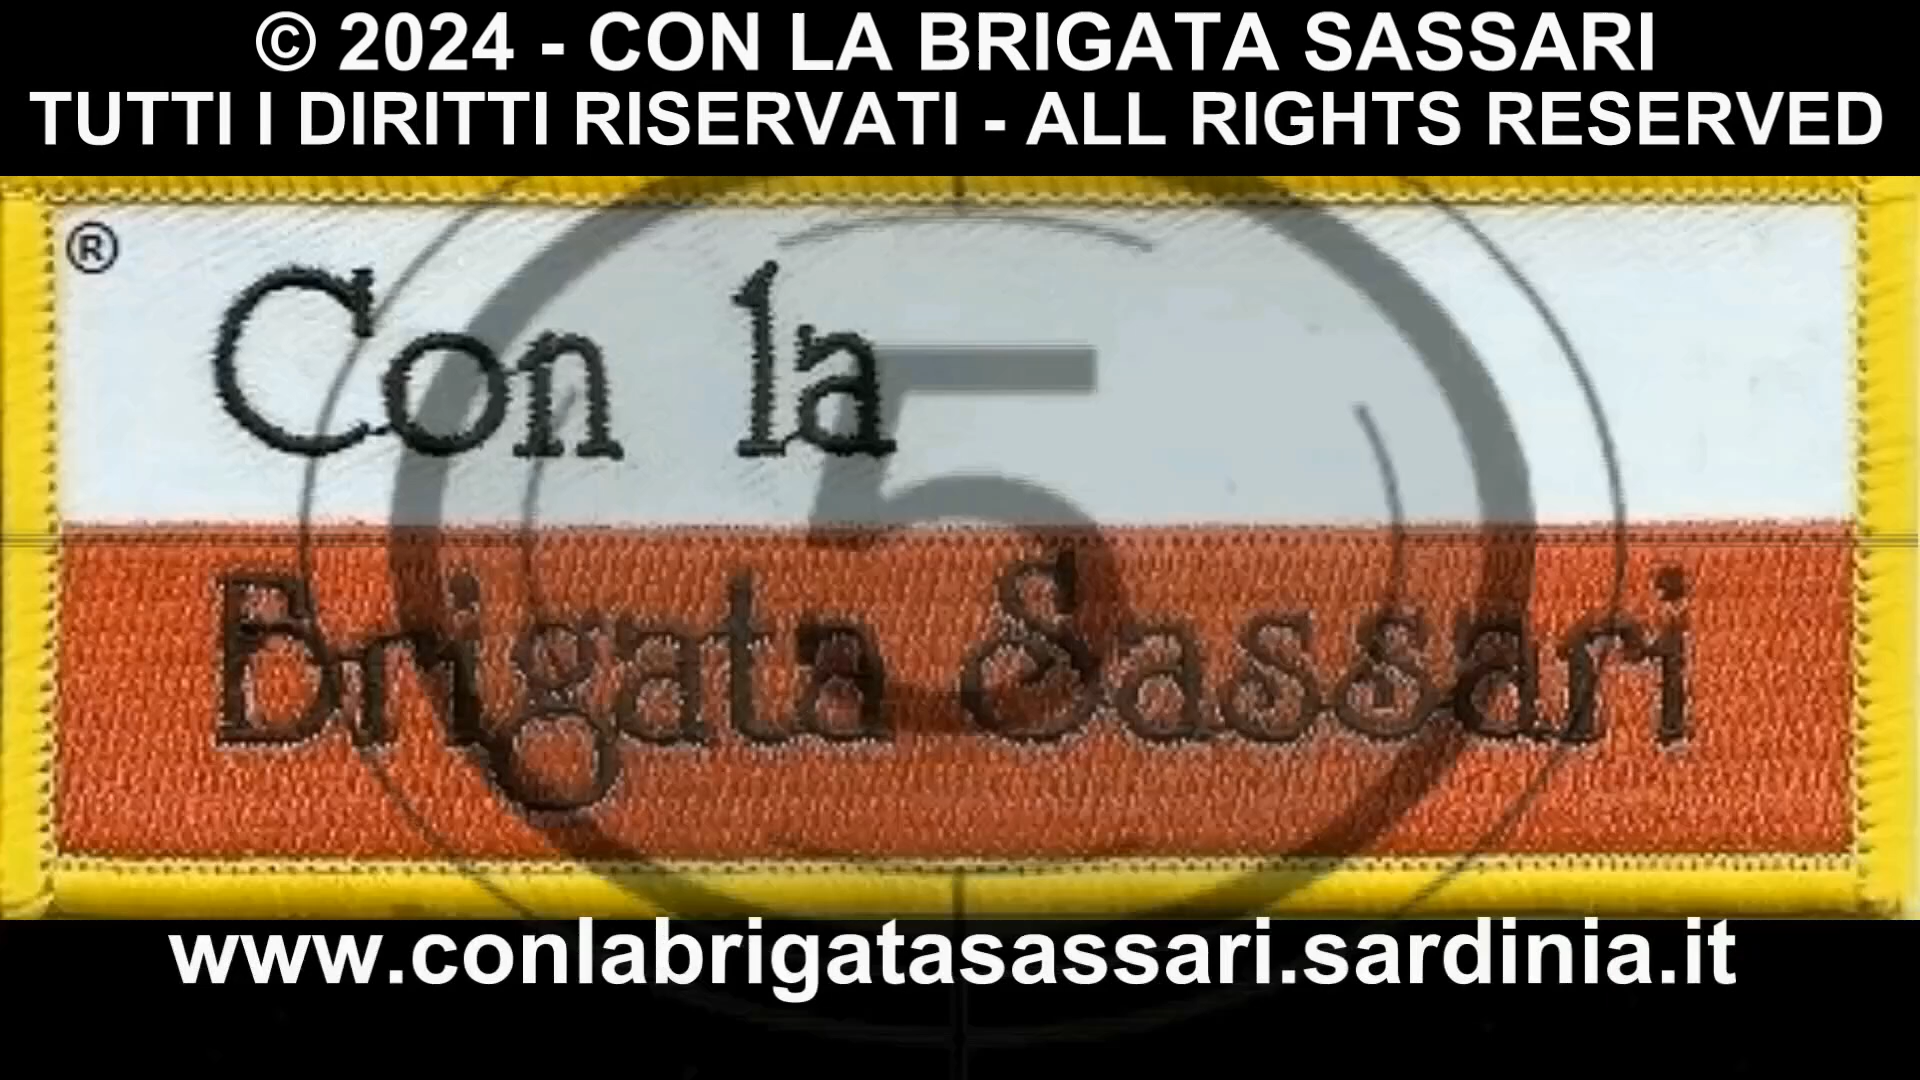 © 2024 - CON LA BRIGATA SASSARI
TUTTI I DIRITTI RISERVATI - ALL RIGHTS RESERVED
®
Con la
5
Brigata Sassari
www.conlabrigatasassari.sardinia.it